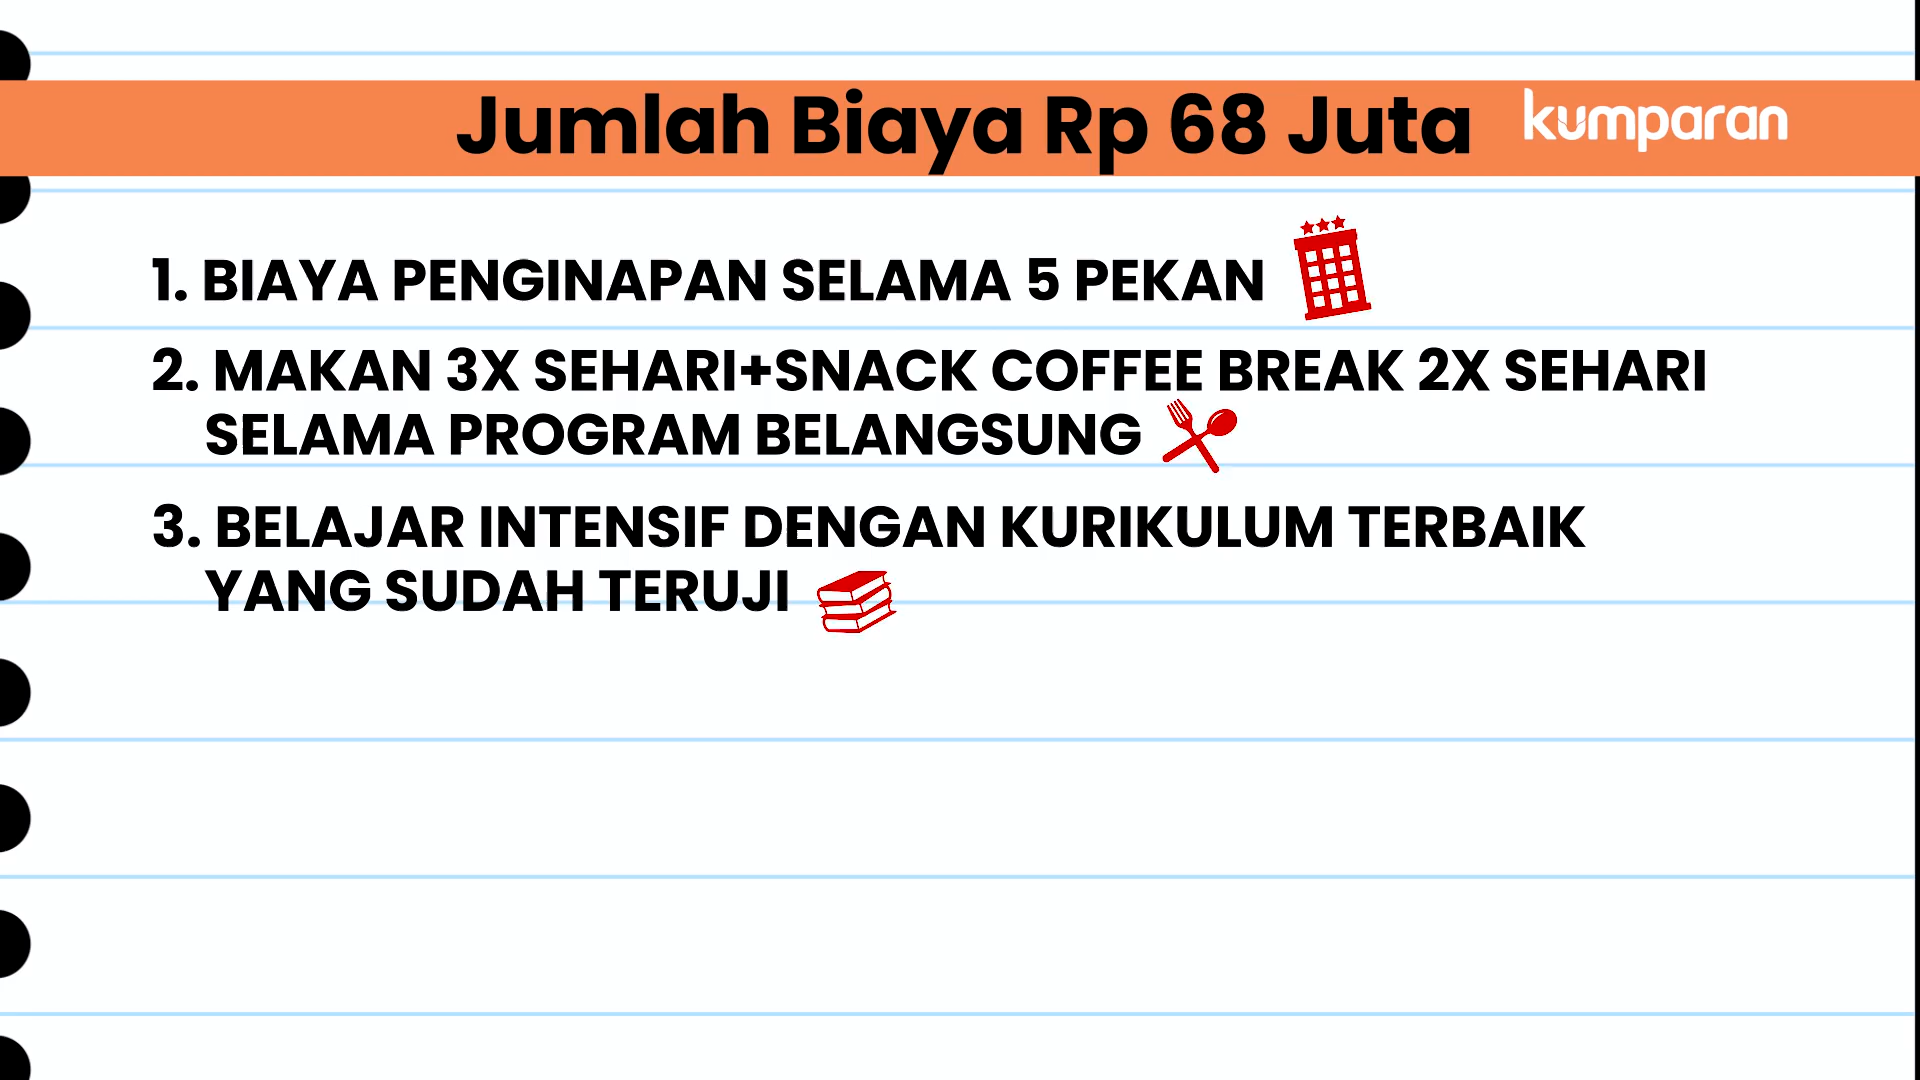 Jumlah Biaya Rp 68 Juta
kumparan
1. BIAYA PENGINAPAN SELAMA 5 PEKAN
2. MAKAN 3X SEHARI+SNACK COFFEE BREAK 2X SEHARI
SELAMA PROGRAM BELANGSUNG
3. BELAJAR INTENSIF DENGAN KURIKULUM TERBAIK
YANG SUDAH TERUJI